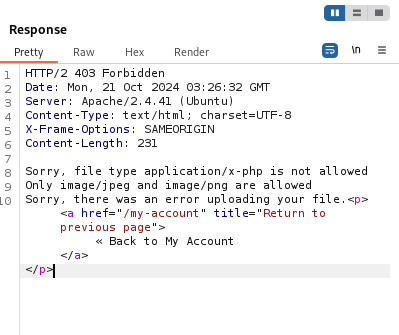 Response
Pretty Raw Hex Render \n
1 HTTP/2 403 Forbidden
2 Date: Mon, 21 Oct 2024 03:26:32 GMT
3 Server: Apache/2.4.41 (Ubuntu)
4 Content-Type: text/html; charset=UTF-8
5 X-Frame-Options: SAMEORIGIN
6 Content-Length: 231
7
8 Sorry, file type application/x-php is not allowed
9 Only image/jpeg and image/png are allowed
10 Sorry, there was an error uploading your file.<p>
<a href="/my-account" title="Return to
previous page">
« Back to My Account
</a>
</p>